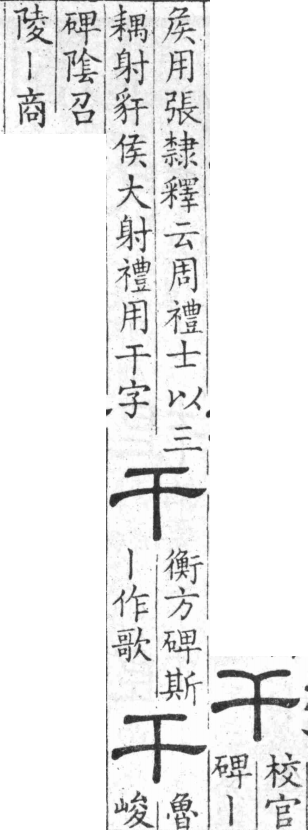 干
校官
碑丨
矦用張隸釋云周禮士以三
耦射豻侯大射禮用干字
干
衡方碑斯
丨作歌
干
魯
峻
碑陰召
陵丨商